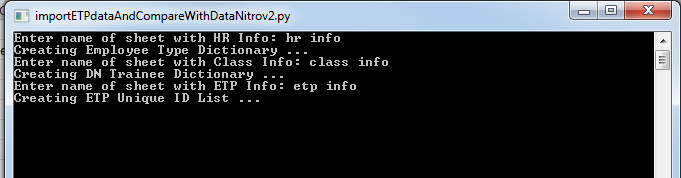 importETPdataAndCompareWithDataNitrov2.py
Enter name of sheet with HR Info: hr info
Creating Employee Type Dictionary ...
Enter name of sheet with Class Info: class info
Creating DN Trainee Dictionary ...
Enter name of sheet with ETP Info: etp info
Creating ETP Unique ID List ...